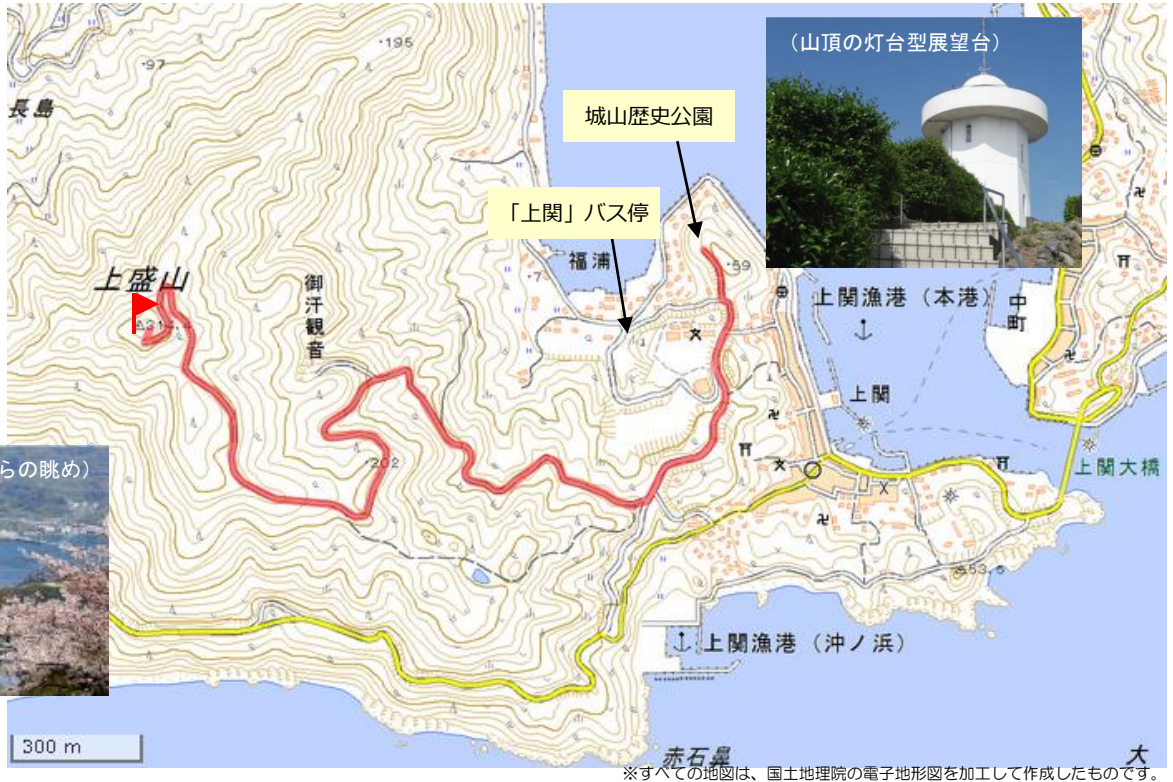 （山頂の灯台型展望台）
・195
・97
長島
城山歴史公園
「上関」バス停
・59
福浦
・7
上盛山
御汗観音
上関漁港（本港）
中町
上関
らの眺め）
・202
上関大橋
53.5
上関漁港（沖ノ浜）
300 m
赤石鼻
大
※すべての地図は、国土地理院の電子地形図を加工して作成したものです。